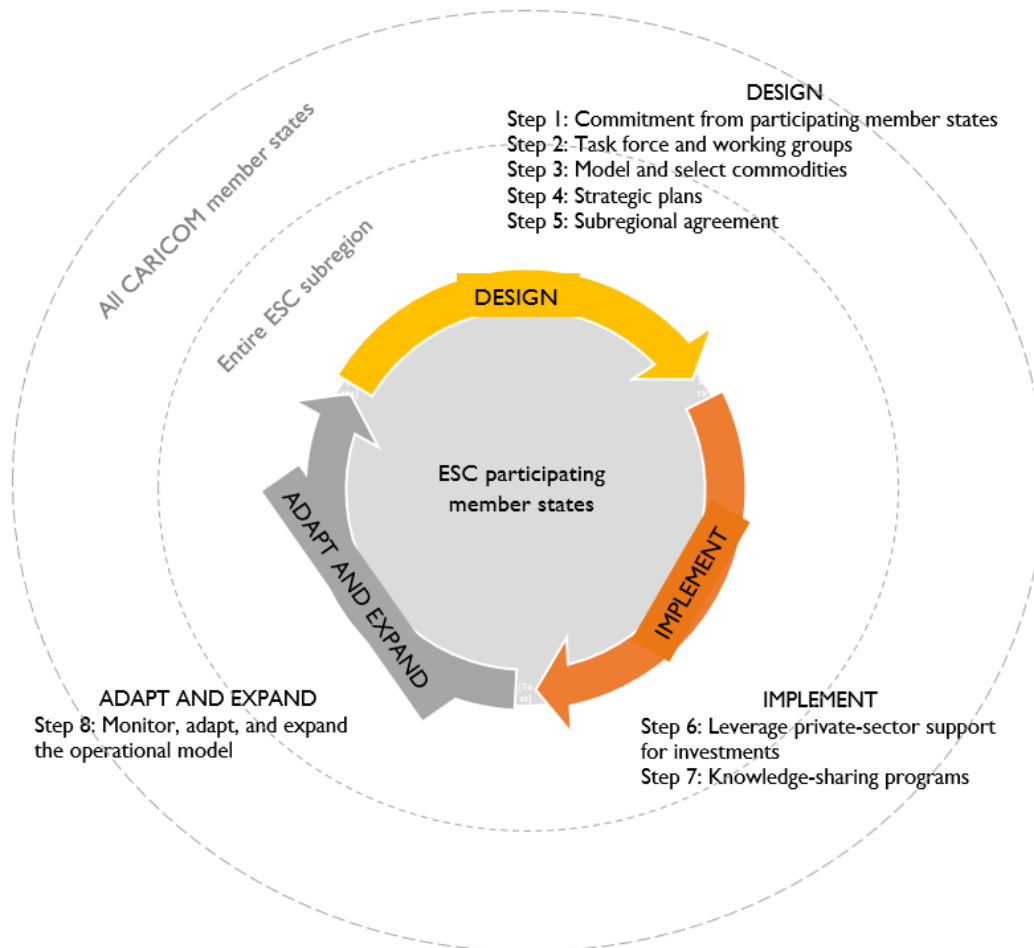 DESIGN
Step 1: Commitment from participating member states
Step 2: Task force and working groups
Step 3: Model and select commodities
Step 4: Strategic plans
Step 5: Subregional agreement
All CARICOM member states
Entire ESC subregion
DESIGN
ESC participating
member states
IMPLEMENT
ADAPT AND EXPAND
[Te
xt]
ADAPT AND EXPAND
Step 8: Monitor, adapt, and expand
the operational model
IMPLEMENT
Step 6: Leverage private-sector support
for investments
Step 7: Knowledge-sharing programs